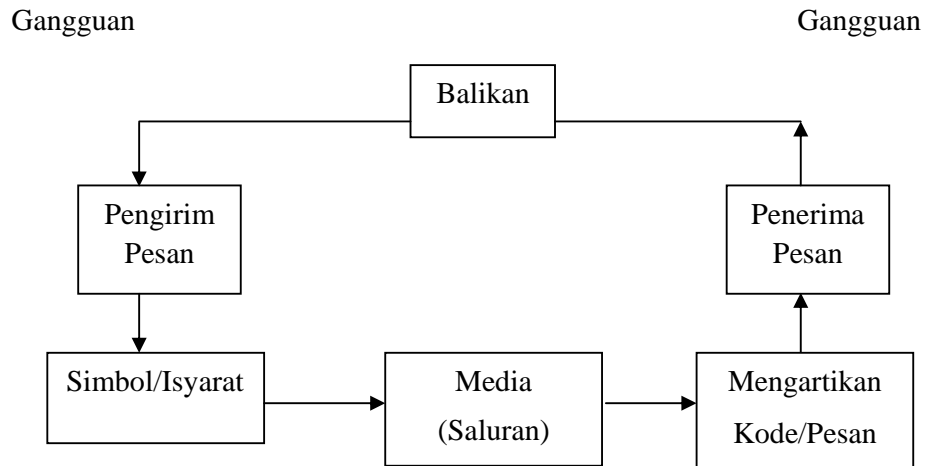 Gangguan
Gangguan
Balikan
Pengirim
Pesan
Penerima
Pesan
Simbol/Isyarat
Media
(Saluran)
Mengartikan
Kode/Pesan